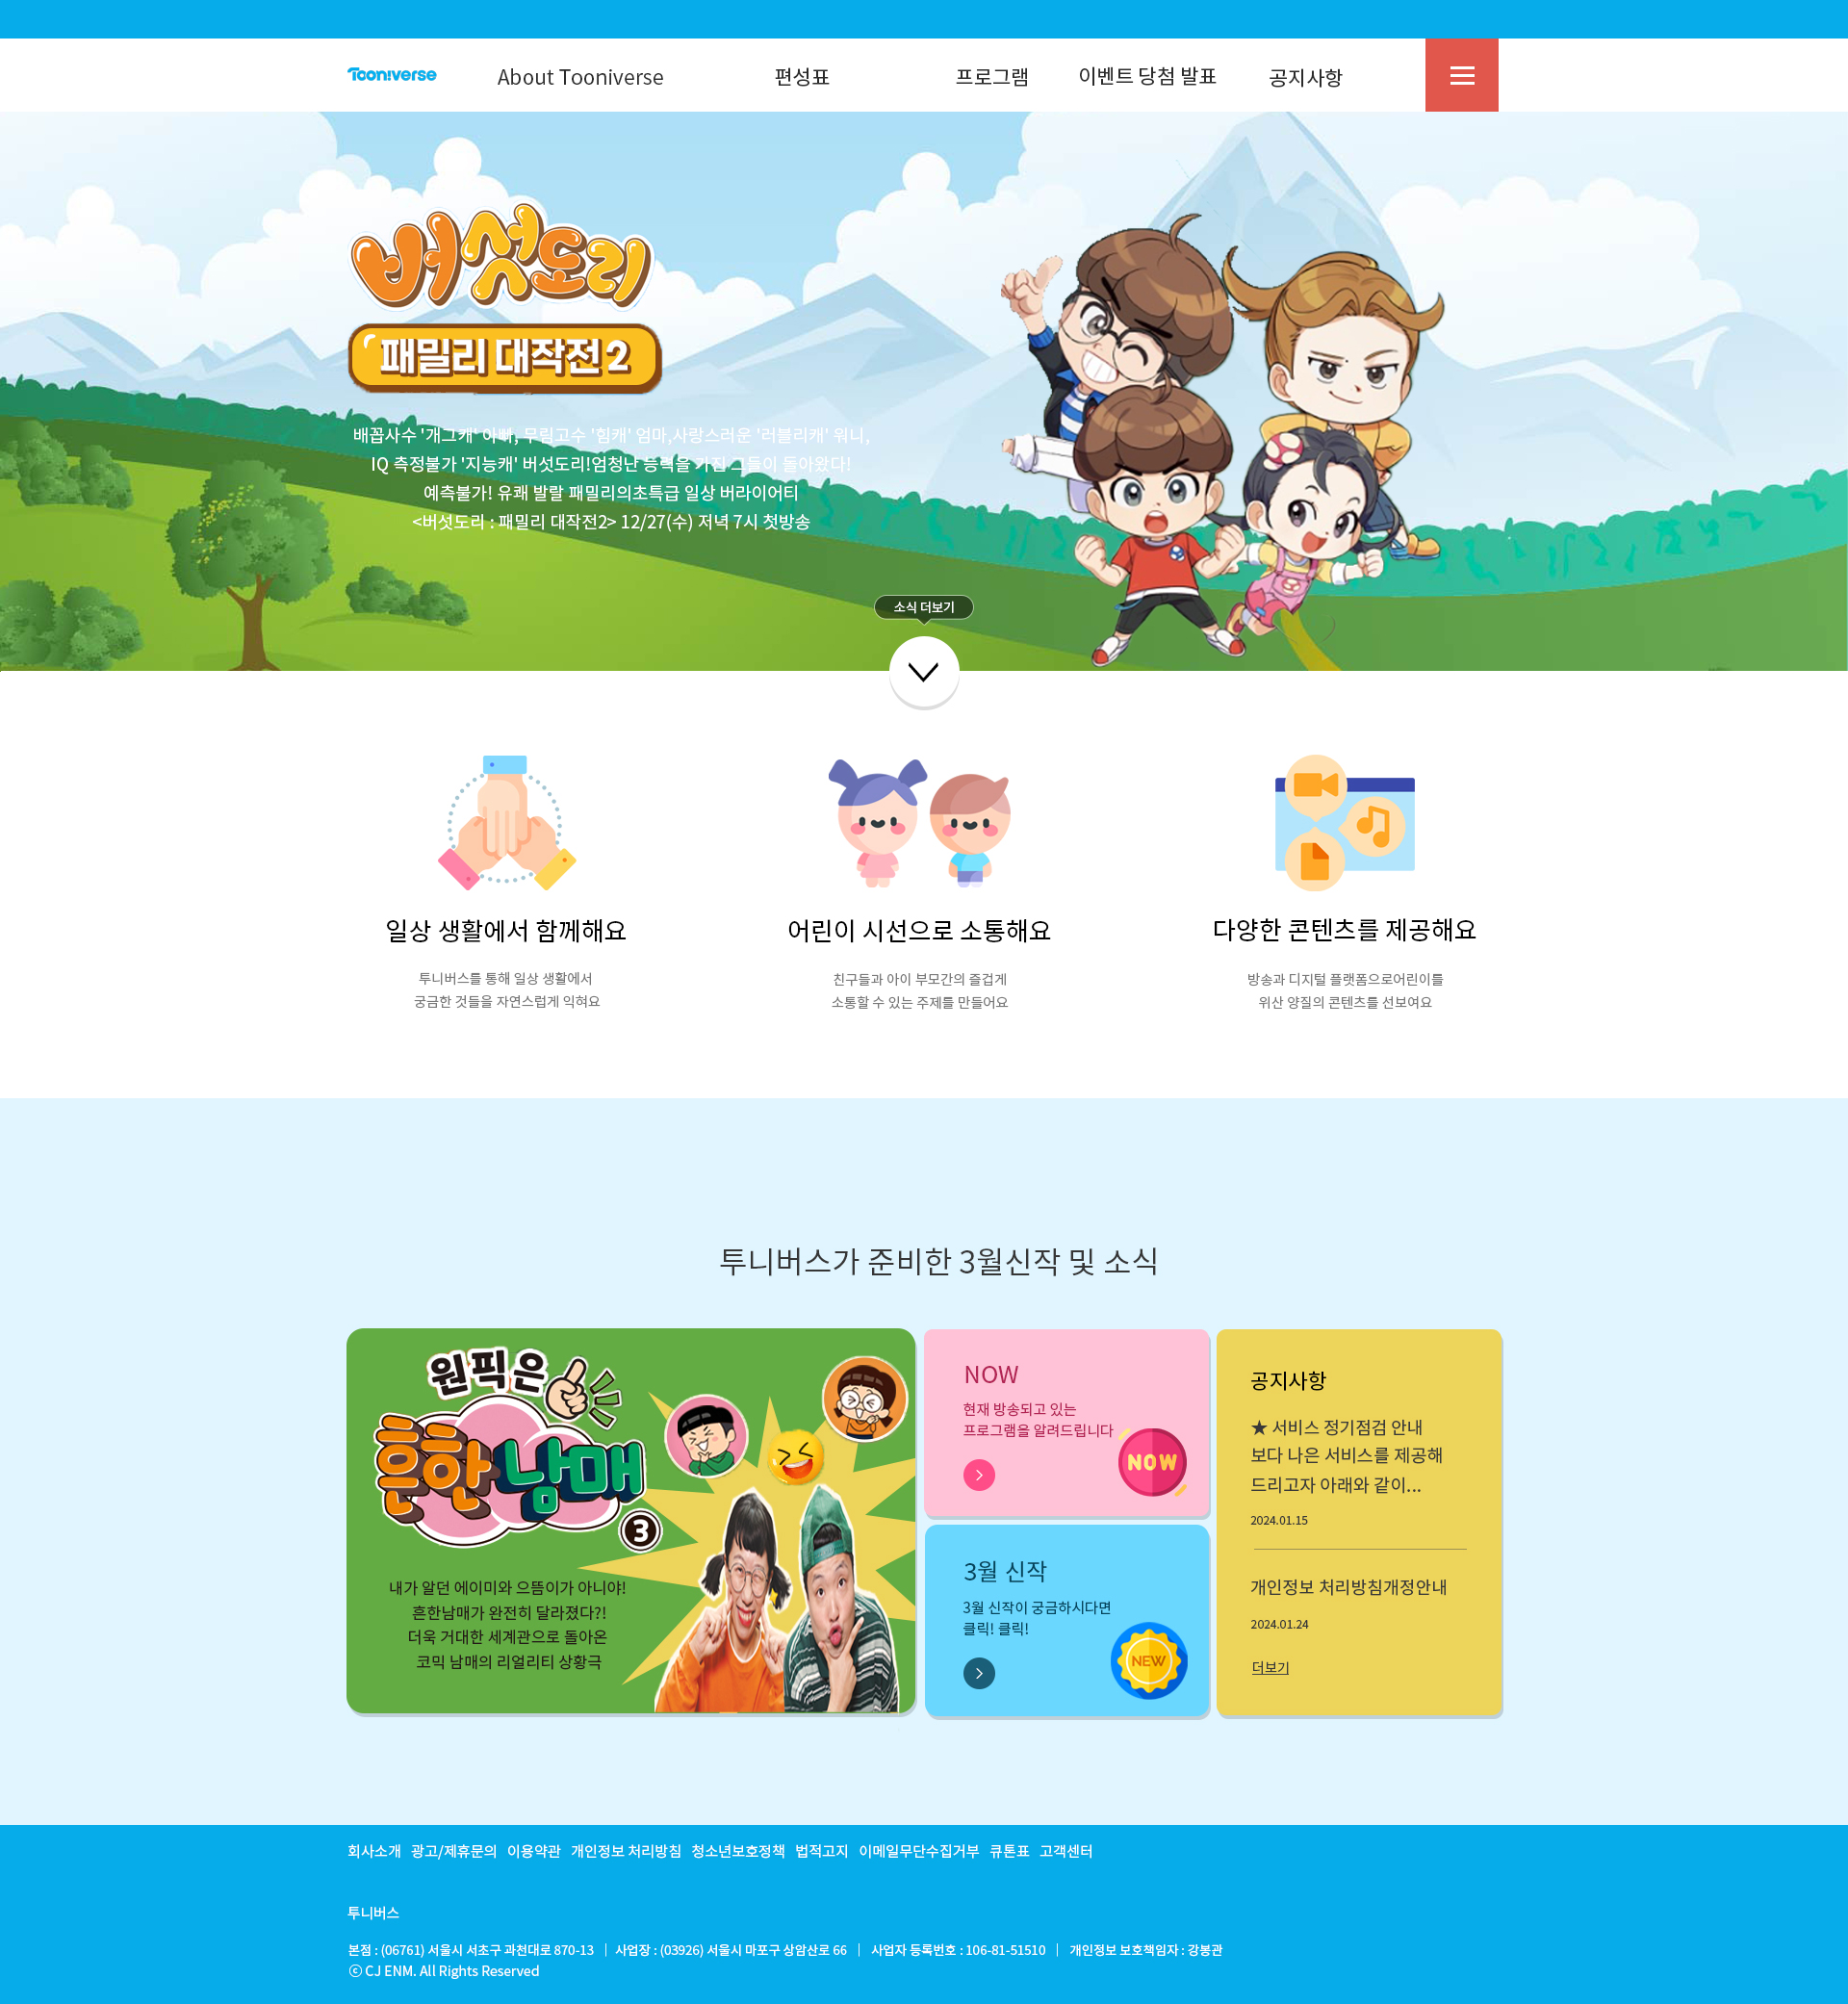 Tooniverse
About Tooniverse
편성표
프로그램
이벤트 당첨 발표
공지사항
버섯도리
패밀리 대작전 2
배꼽사수 '개그캐' 아빠, 무림고수 '힘캐' 엄마,사랑스러운 '러블리캐' 워니,
IQ 측정불가 '지능캐' 버섯도리!엄청난 능력을 가진 그들이 돌아왔다!
예측불가! 유쾌 발랄 패밀리의초특급 일상 버라이어티
<버섯도리 : 패밀리 대작전2> 12/27(수) 저녁 7시 첫방송
소식 더보기
일상 생활에서 함께해요
투니버스를 통해 일상 생활에서
궁금한 것들을 자연스럽게 익혀요
어린이 시선으로 소통해요
친구들과 아이 부모간의 즐겁게
소통할 수 있는 주제를 만들어요
다양한 콘텐츠를 제공해요
방송과 디지털 플랫폼으로어린이를
위산 양질의 콘텐츠를 선보여요
투니버스가 준비한 3월신작 및 소식
원픽은
흔한남매
3
내가 알던 에이미와 으뜸이가 아니야!
흔한남매가 완전히 달라졌다?!
더욱 거대한 세계관으로 돌아온
코믹 남매의 리얼리티 상황극
NOW
현재 방송되고 있는
프로그램을 알려드립니다
NOW
3월 신작
3월 신작이 궁금하시다면
클릭! 클릭!
NEW
공지사항
★ 서비스 정기점검 안내
보다 나은 서비스를 제공해
드리고자 아래와 같이...
2024.01.15
개인정보 처리방침개정안내
2024.01.24
더보기
회사소개 광고/제휴문의 이용약관 개인정보 처리방침 청소년보호정책 법적고지 이메일무단수집거부 큐톤표 고객센터
투니버스
본점 : (06761) 서울시 서초구 과천대로 870-13 | 사업장 : (03926) 서울시 마포구 상암산로 66 | 사업자 등록번호 : 106-81-51510 | 개인정보 보호책임자 : 강봉관
ⓒ CJ ENM. All Rights Reserved